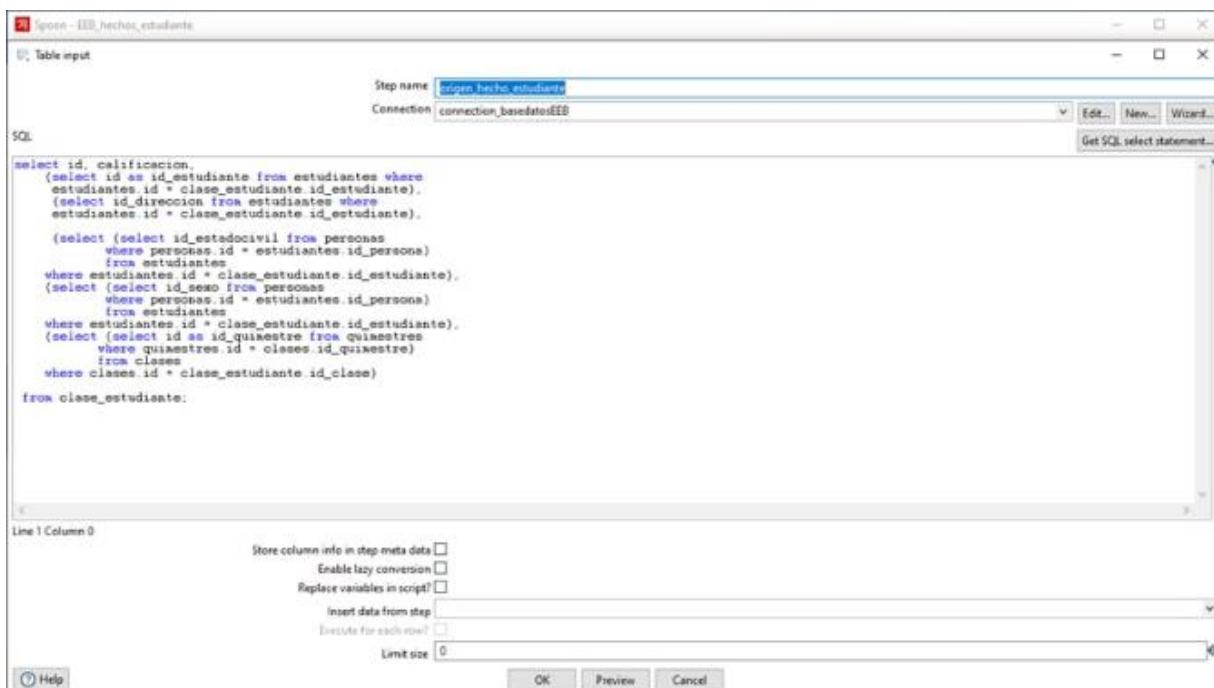 Spoon - EEB_hechos_estudiante
Table input
Step name origen_hecho_estudiante
Connection connection_basedatosEEB Edit... New... Wizard...
SQL Get SQL select statement...
select id, calificacion,
(select id as id_estudiante from estudiantes where
estudiantes.id = clase_estudiante.id_estudiante),
(select id_direccion from estudiantes where
estudiantes.id = clase_estudiante.id_estudiante),
(select (select id_estadocivil from personas
where personas.id = estudiantes.id_persona)
from estudiantes
where estudiantes.id = clase_estudiante.id_estudiante),
(select (select id_sexo from personas
where personas.id = estudiantes.id_persona)
from estudiantes
where estudiantes.id = clase_estudiante.id_estudiante),
(select (select id as id_quimestre from quimestres
where quimestres.id = clases.id_quimestre)
from clases
where clases.id = clase_estudiante.id_clase)
from clase_estudiante;
Line 1 Column 0
Store column info in step meta data
Enable lazy conversion
Replace variables in script?
Insert data from step
Execute for each row?
Limit size 0
Help OK Preview Cancel